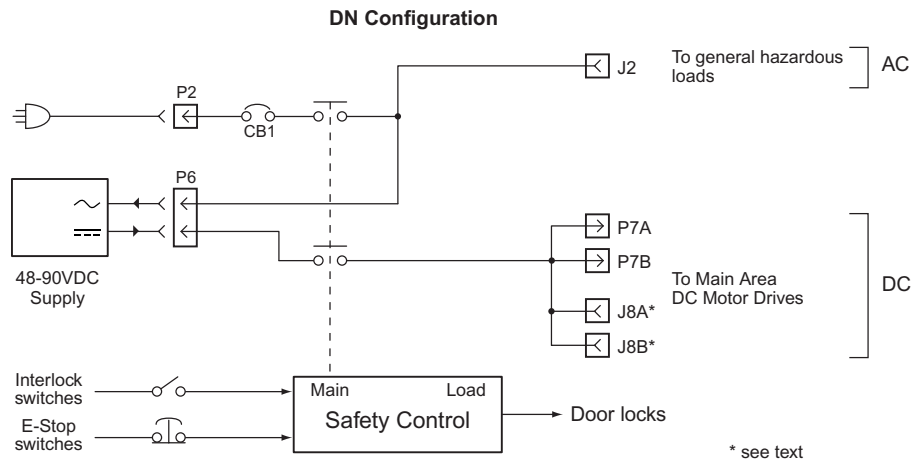 DN Configuration
J2
To general hazardous
loads
AC
P2
CB1
P6
48-90VDC
Supply
P7A
P7B
J8A*
J8B*
To Main Area
DC Motor Drives
DC
Interlock
switches
E-Stop
switches
Main
Load
Safety Control
Door locks
* see text